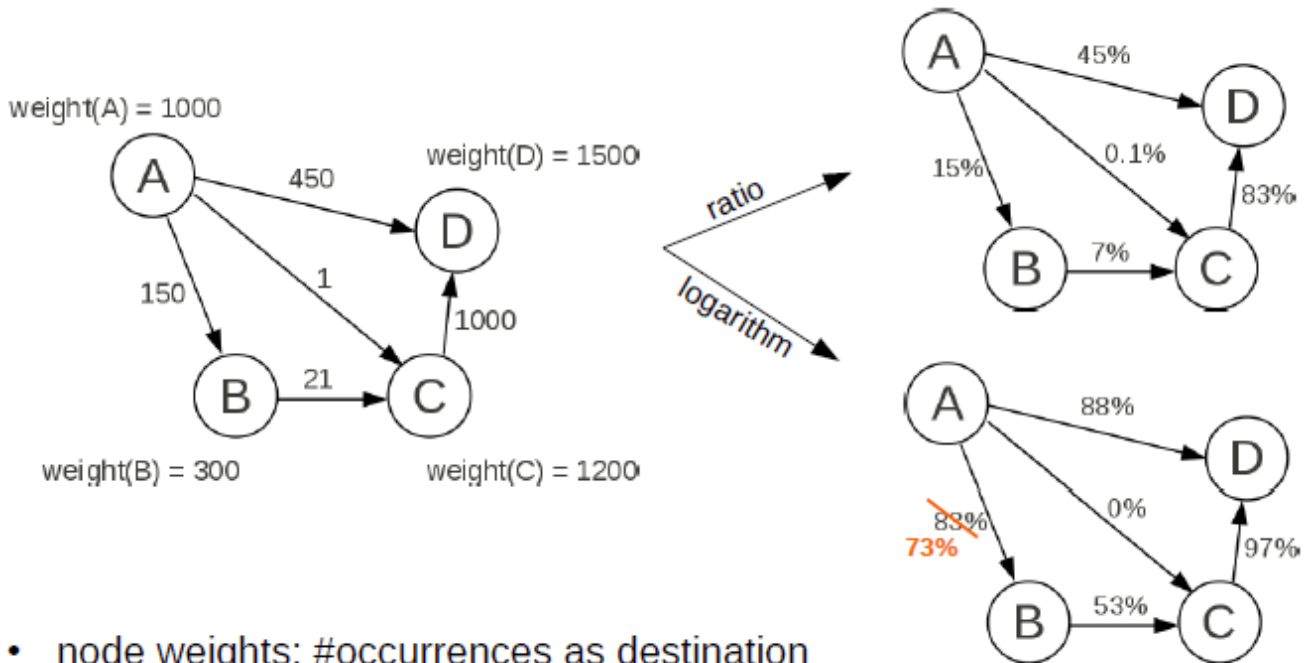 weight(A) = 1000
A
450
weight(D) = 1500
D
150
1
1000
B
21
C
weight(B) = 300
weight(C) = 1200
ratio
logarithm
A
45%
D
15%
0.1%
83%
B
7%
C
A
88%
D
83%
73%
0%
97%
B
53%
C
• node weights: #occurrences as destination